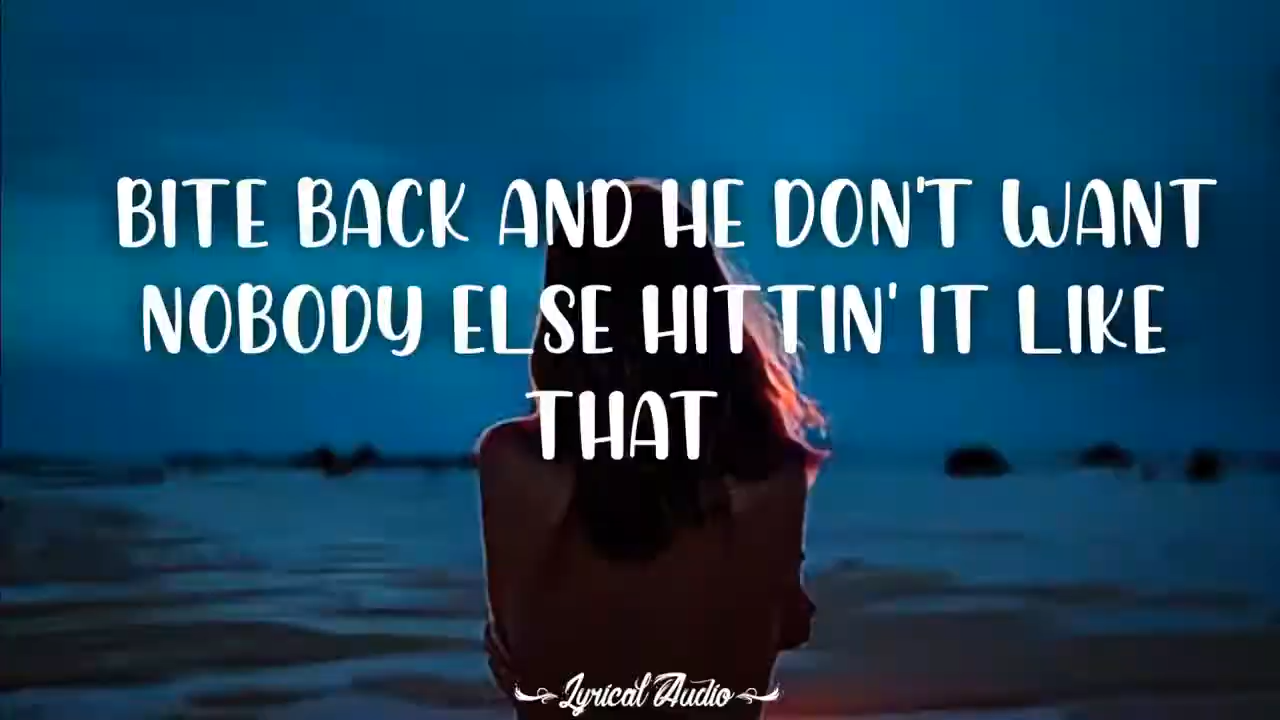 BITE BACK AND HE DON'T WANT
NOBODY ELSE HITTIN' IT LIKE
THAT
Lyrical Audio